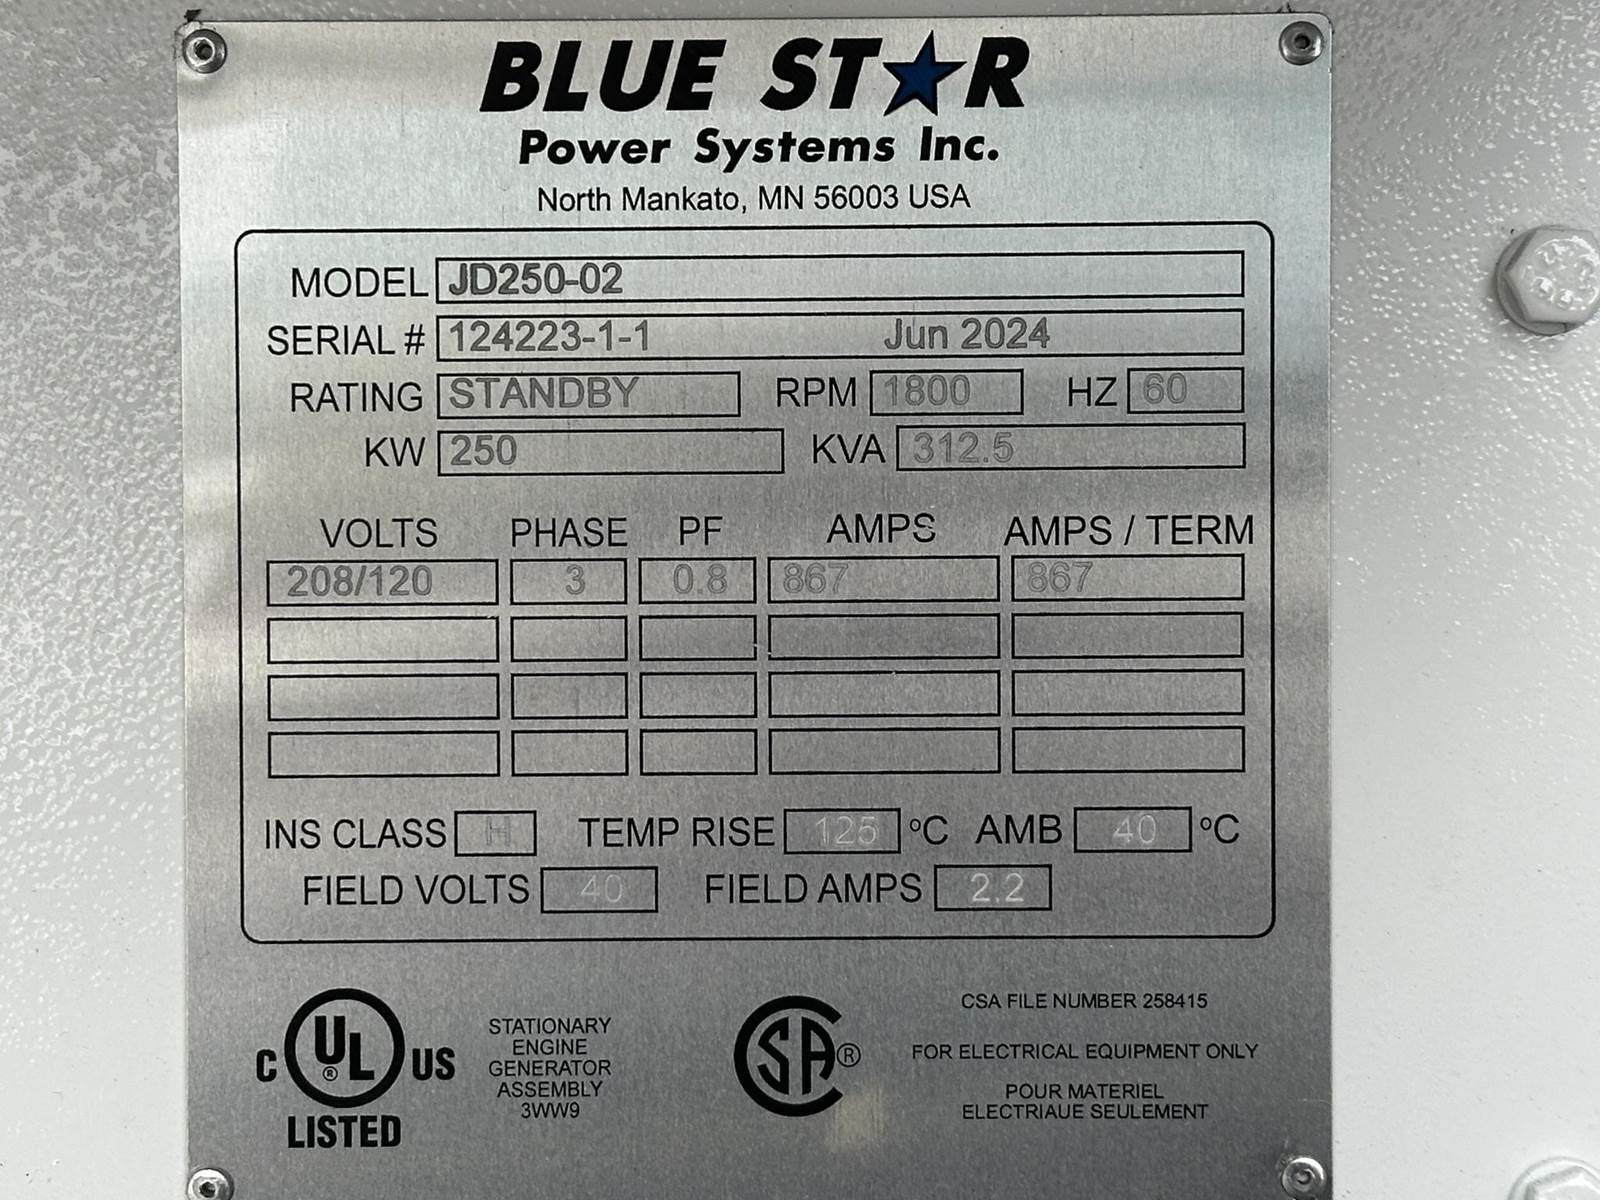 BLUE STAR
Power Systems Inc.
North Mankato, MN 56003 USA
MODEL JD250-02
SERIAL # 124223-1-1 Jun 2024
RATING STANDBY RPM 1800 HZ 60
KW 250 KVA 312.5
VOLTS PHASE PF AMPS AMPS / TERM
208/120 3 0.8 867 867
INS CLASS H TEMP RISE 125 ºC AMB 40 ºC
FIELD VOLTS 40 FIELD AMPS 2.2
C UL ® US
LISTED
STATIONARY
ENGINE
GENERATOR
ASSEMBLY
3WW9
CSA ®
CSA FILE NUMBER 258415
FOR ELECTRICAL EQUIPMENT ONLY
POUR MATERIEL
ELECTRIAUE SEULEMENT